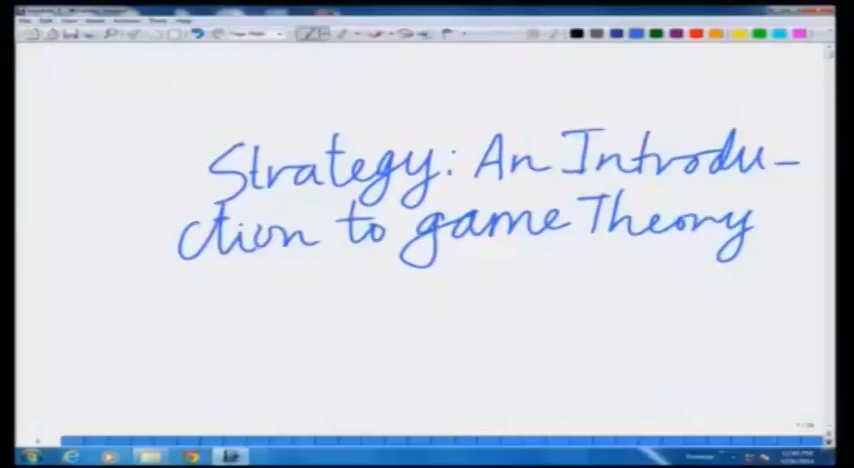 Strategy: An Introdu-
ction to game Theory